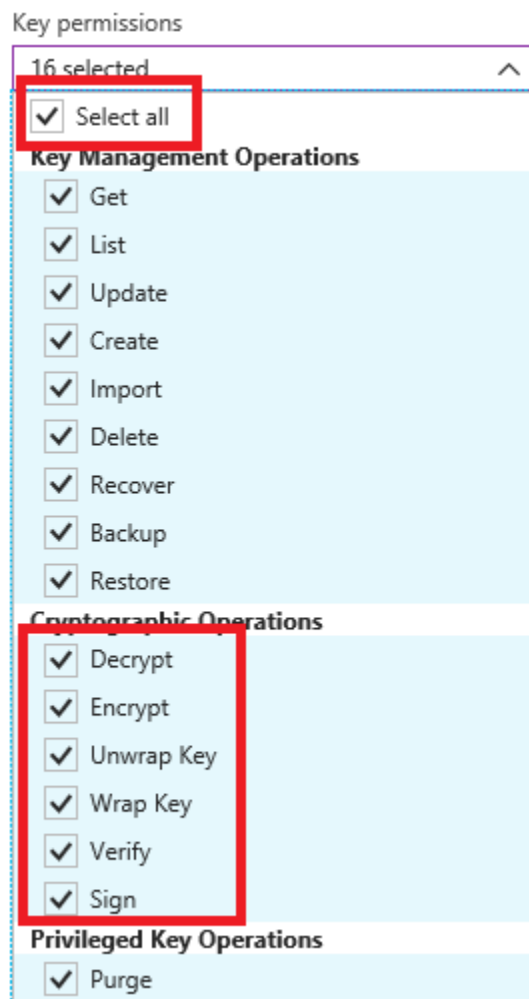 Key permissions
16 selected
Select all
Key Management Operations
Get
List
Update
Create
Import
Delete
Recover
Backup
Restore
Cryptographic Operations
Decrypt
Encrypt
Unwrap Key
Wrap Key
Verify
Sign
Privileged Key Operations
Purge